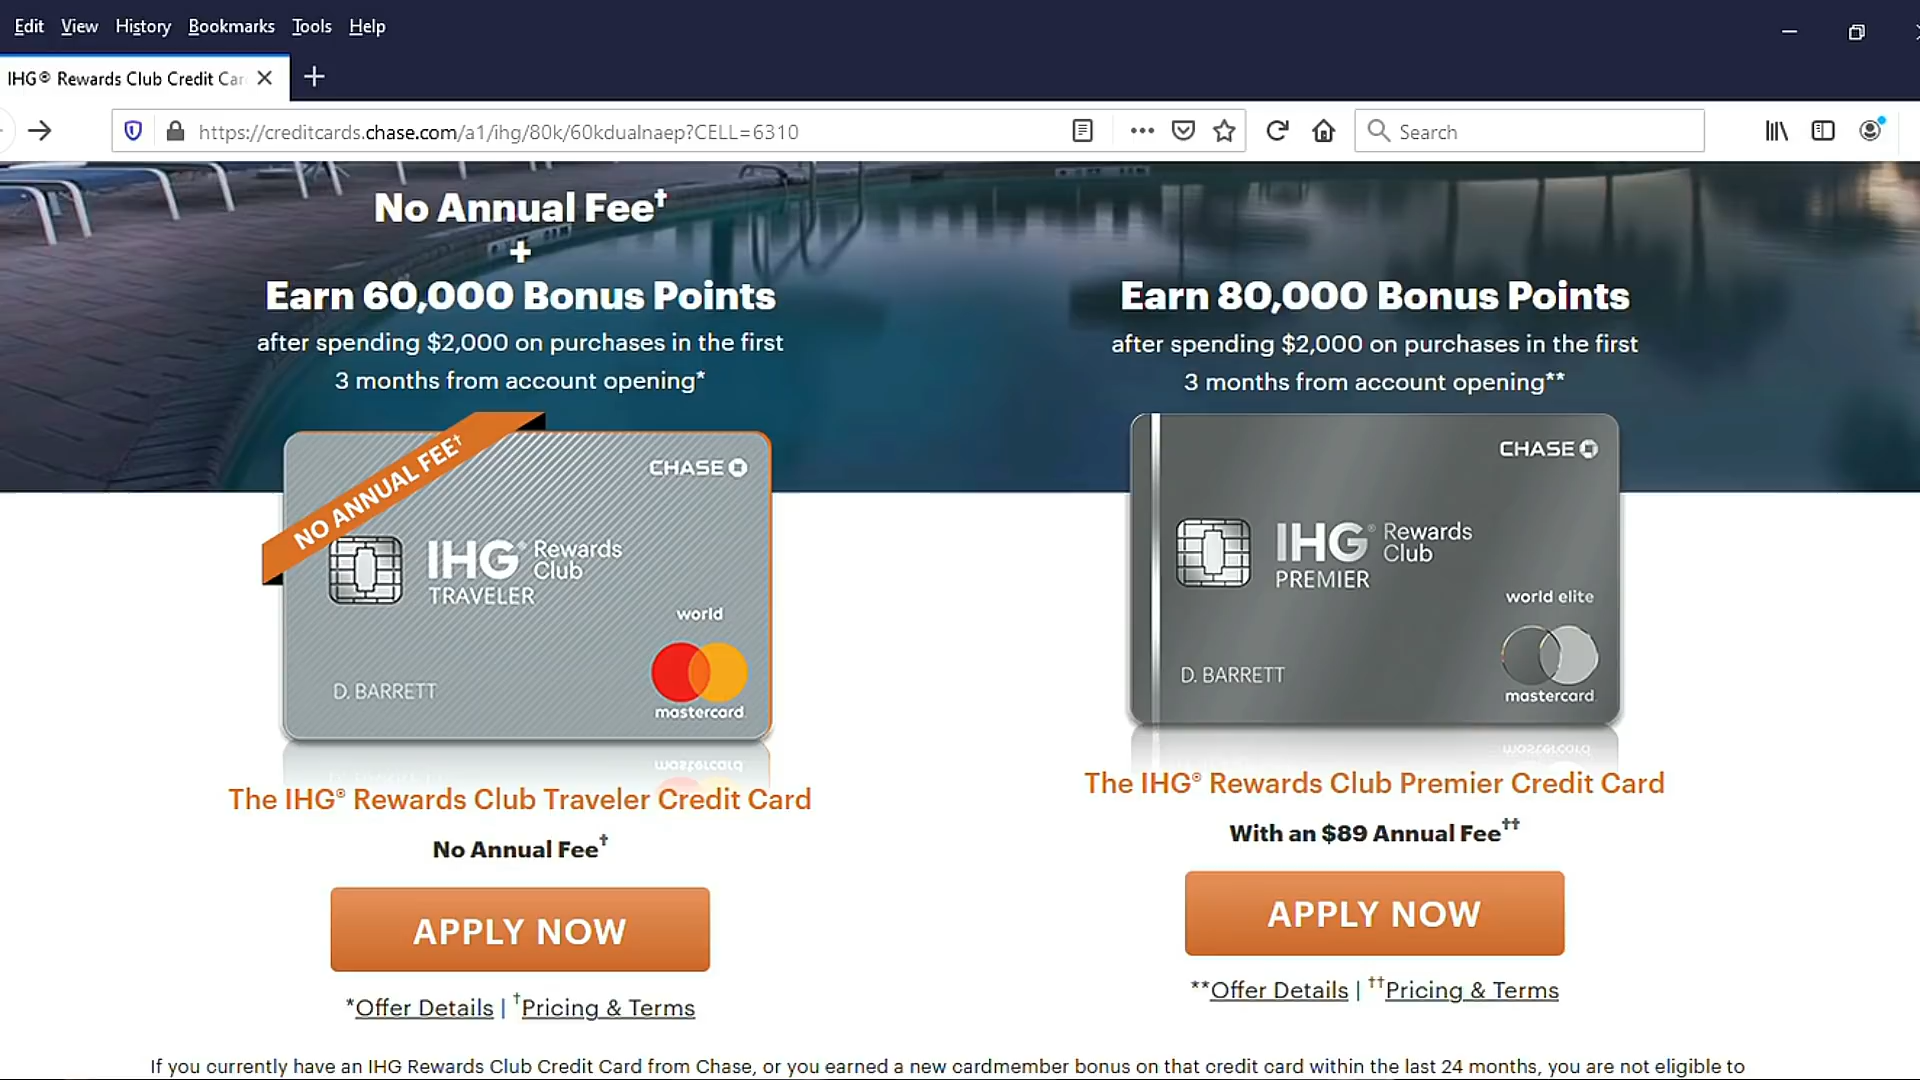 Edit View History Bookmarks Tools Help
IHG® Rewards Club Credit Car
https://creditcards.chase.com/a1/ihg/80k/60kdualnaep?CELL=6310
Search
No Annual Fee†
+
Earn 60,000 Bonus Points
after spending $2,000 on purchases in the first
3 months from account opening*
NO ANNUAL FEE†
CHASE
IHG® Rewards Club
TRAVELER
world
D. BARRETT
mastercard
The IHG® Rewards Club Traveler Credit Card
No Annual Fee†
APPLY NOW
*Offer Details | †Pricing & Terms
Earn 80,000 Bonus Points
after spending $2,000 on purchases in the first
3 months from account opening**
CHASE
IHG® Rewards Club
PREMIER
world elite
D. BARRETT
mastercard
The IHG® Rewards Club Premier Credit Card
With an $89 Annual Fee††
APPLY NOW
**Offer Details | ††Pricing & Terms
If you currently have an IHG Rewards Club Credit Card from Chase, or you earned a new cardmember bonus on that credit card within the last 24 months, you are not eligible to